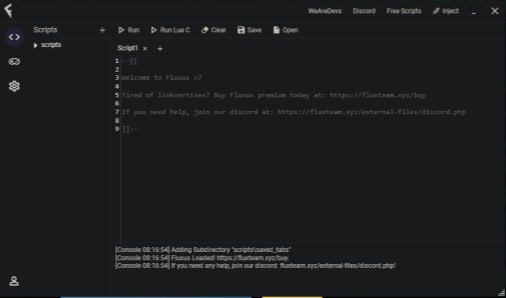 WeAreDevs Discord Free Scripts Inject
Scripts + Run Run Lua C Clear Save Open
scripts
Script1 × +
1 --[[
2
3 Welcome to Fluxus v7
4
5 Tired of linkvertises? Buy Fluxus premium today at: https://fluxteam.xyz/buy
6
7 If you need help, join our discord at: https://fluxteam.xyz/external-files/discord.php
8
9 ]]--
[Console 08:16:54] Adding Subdirectory "scripts\saved_tabs"
[Console 08:16:54] Fluxus Loaded! https://fluxteam.xyz/buy.
[Console 08:16:54] If you need any help, join our discord: fluxteam.xyz/external-files/discord.php!